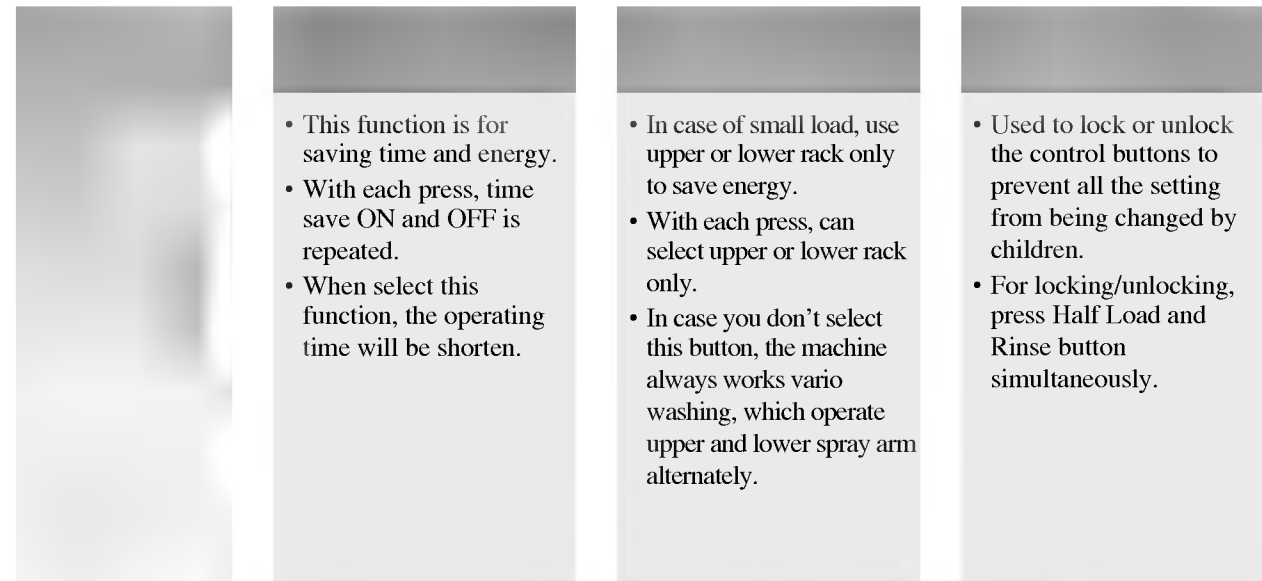 • This function is for
saving time and energy.
• With each press, time
save ON and OFF is
repeated.
• When select this
function, the operating
time will be shorten.
• In case of small load, use
upper or lower rack only
to save energy.
• With each press, can
select upper or lower rack
only.
• In case you don't select
this button, the machine
always works vario
washing, which operate
upper and lower spray arm
alternately.
• Used to lock or unlock
the control buttons to
prevent all the setting
from being changed by
children.
• For locking/unlocking,
press Half Load and
Rinse button
simultaneously.